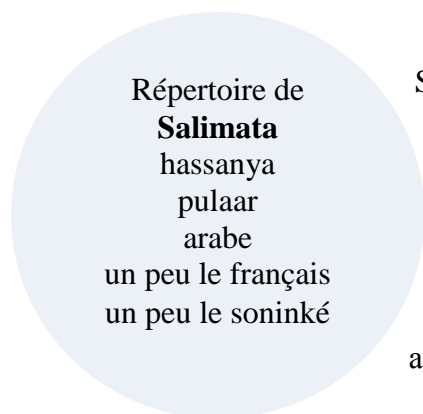 Répertoire de
Salimata
hassanya
pulaar
arabe
un peu le français
un peu le soninké